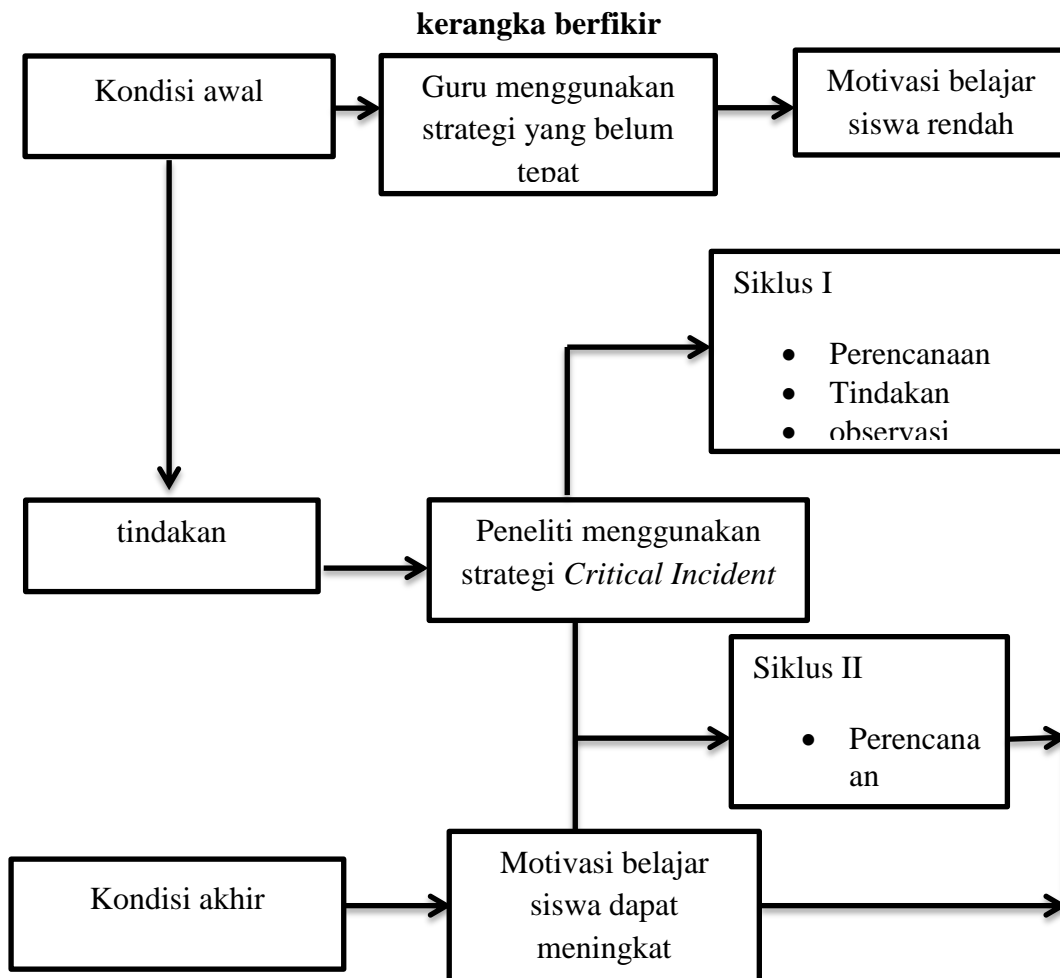 kerangka berfikir
Kondisi awal
Guru menggunakan
strategi yang belum
tepat
Motivasi belajar
siswa rendah
Siklus I
• Perencanaan
• Tindakan
• observasi
tindakan
Peneliti menggunakan
strategi Critical Incident
Siklus II
• Perencana
an
Kondisi akhir
Motivasi belajar
siswa dapat
meningkat